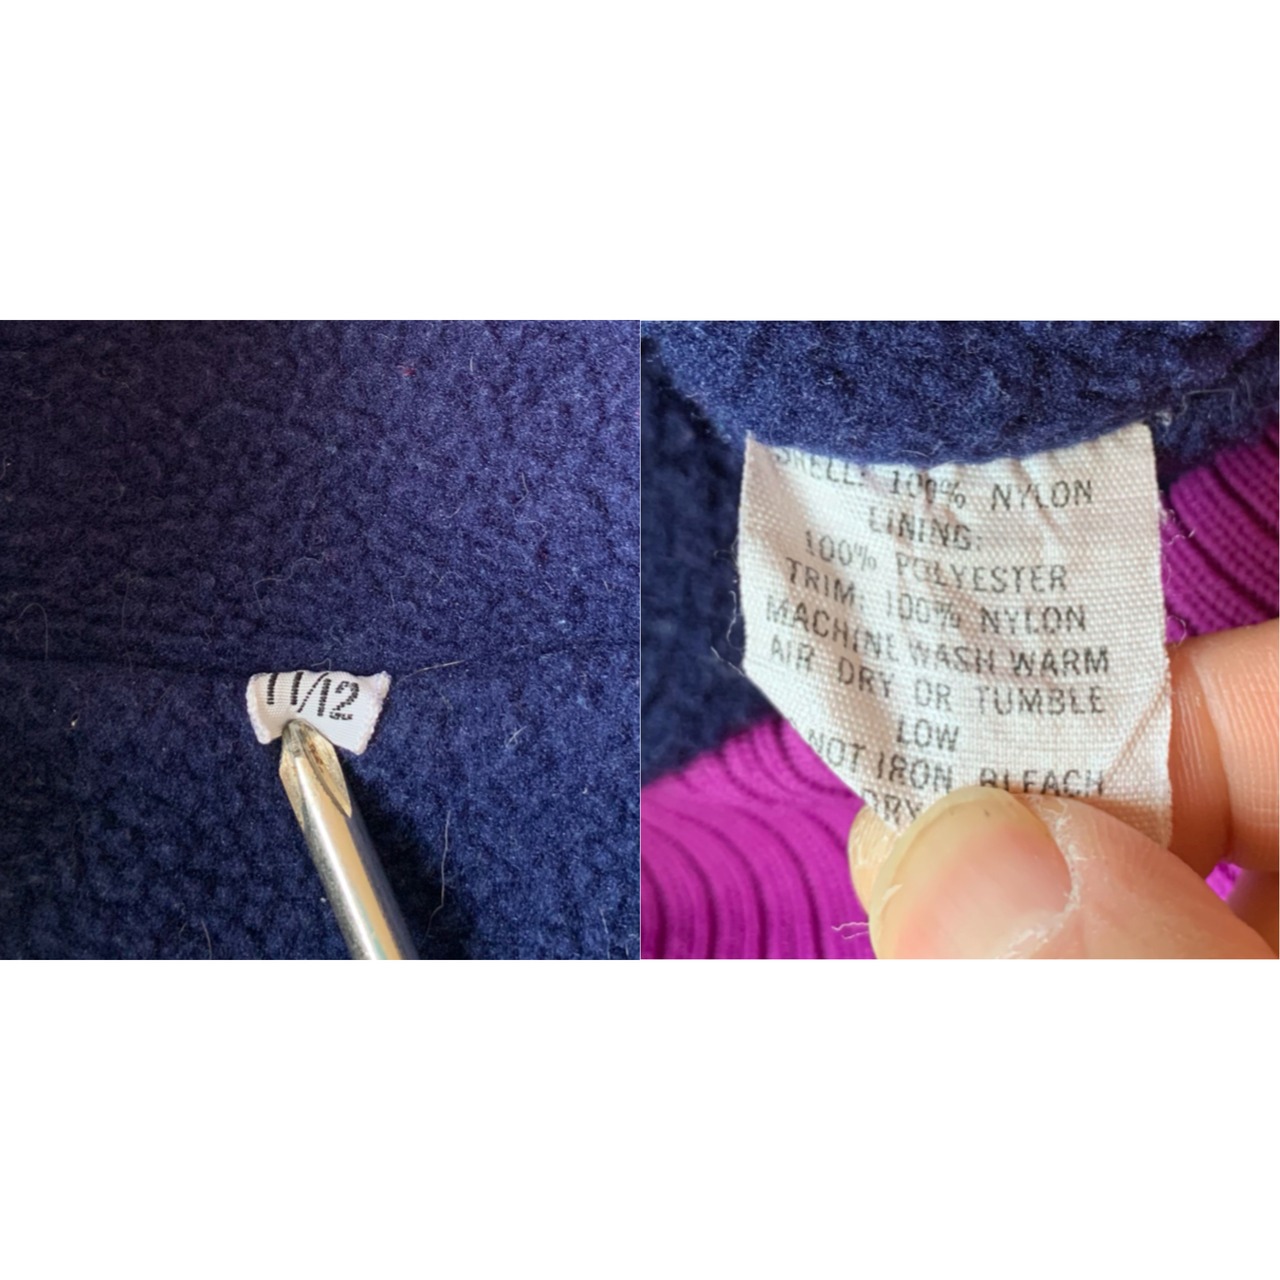 11/12
SHELL: 100% NYLON
LINING:
100% POLYESTER
TRIM: 100% NYLON
MACHINE WASH WARM
AIR DRY OR TUMBLE
LOW
NOT IRON BLEACH
DRY